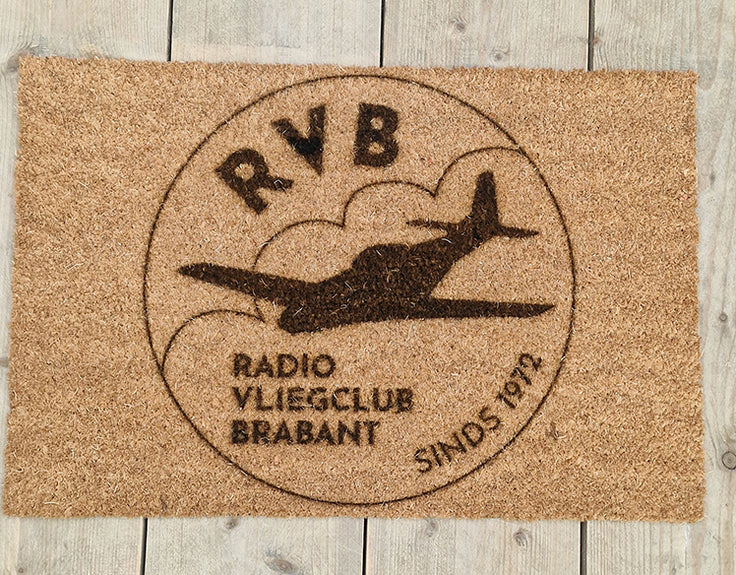 RVB
RADIO
VLIEGCLUB
BRABANT
SINDS 1972